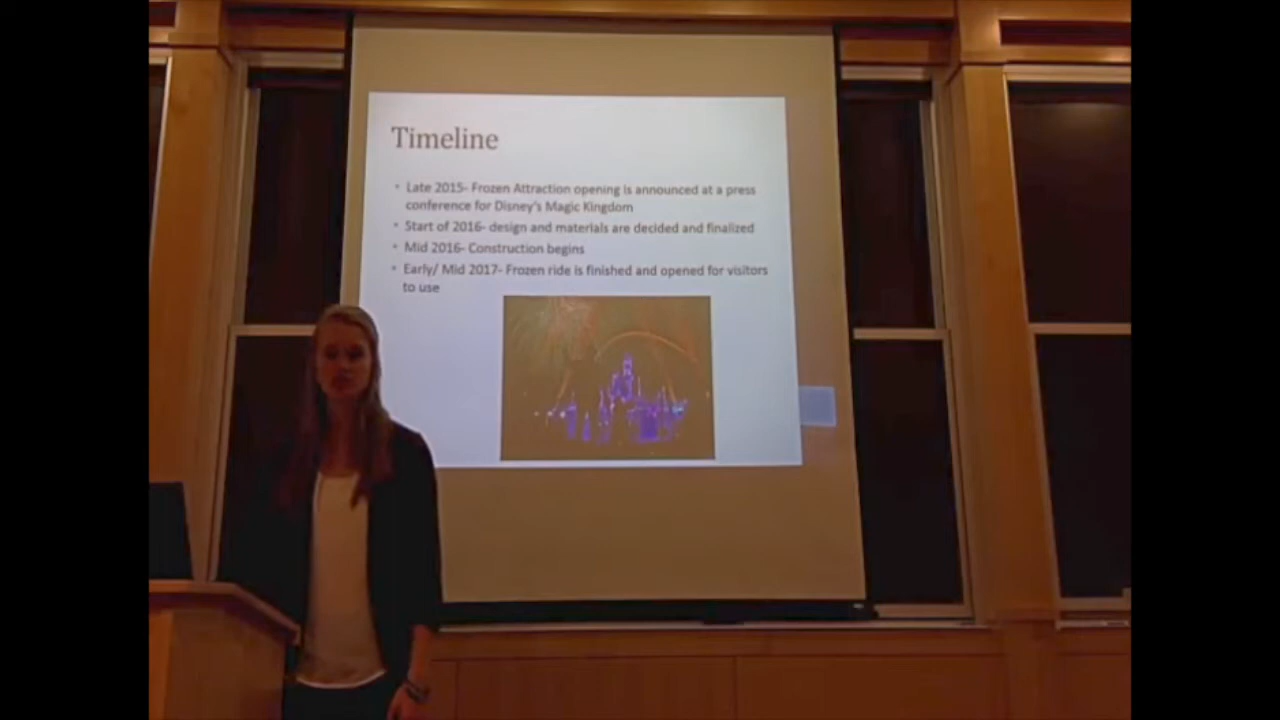 Timeline
• Late 2015- Frozen Attraction opening is announced at a press
conference for Disney's Magic Kingdom
• Start of 2016- design and materials are decided and finalized
• Mid 2016- Construction begins
• Early/ Mid 2017- Frozen ride is finished and opened for visitors
to use